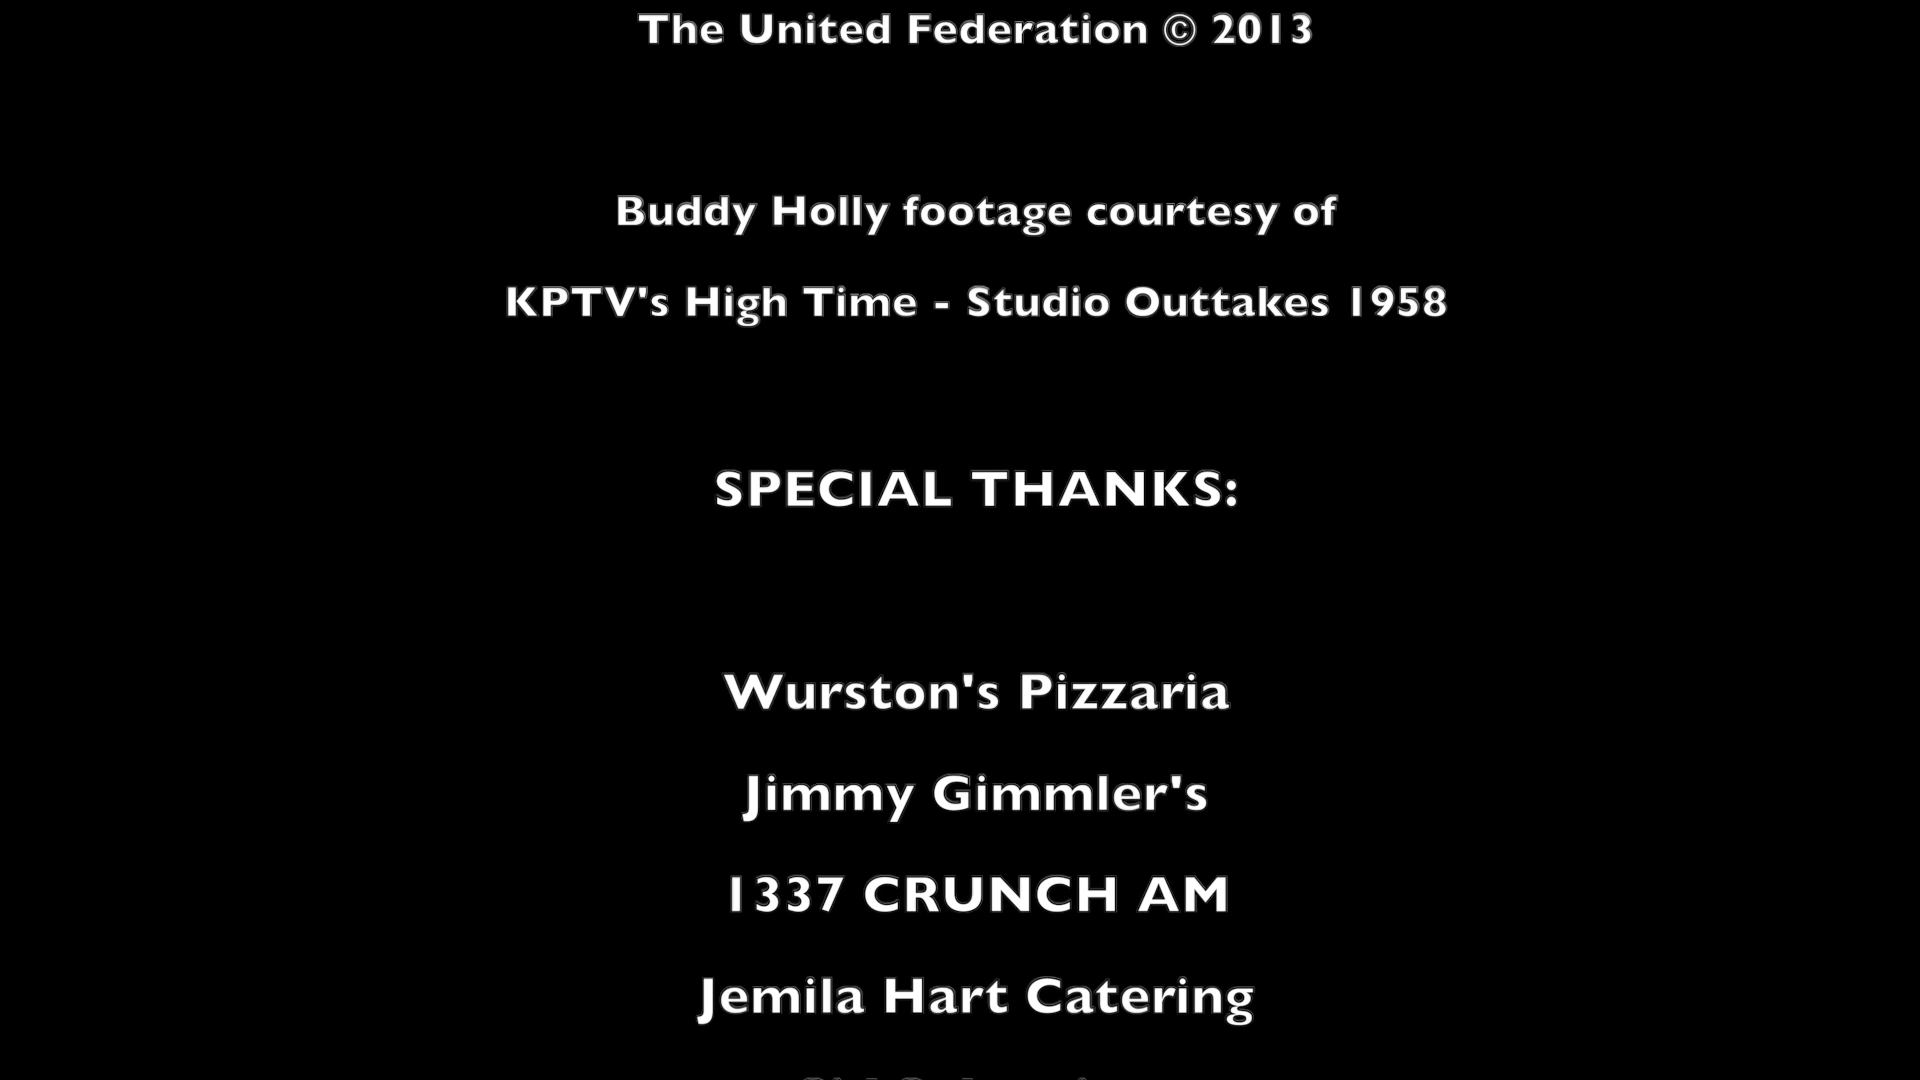 The United Federation © 2013
Buddy Holly footage courtesy of
KPTV's High Time - Studio Outtakes 1958
SPECIAL THANKS:
Wurston's Pizzaria
Jimmy Gimmler's
1337 CRUNCH AM
Jemila Hart Catering